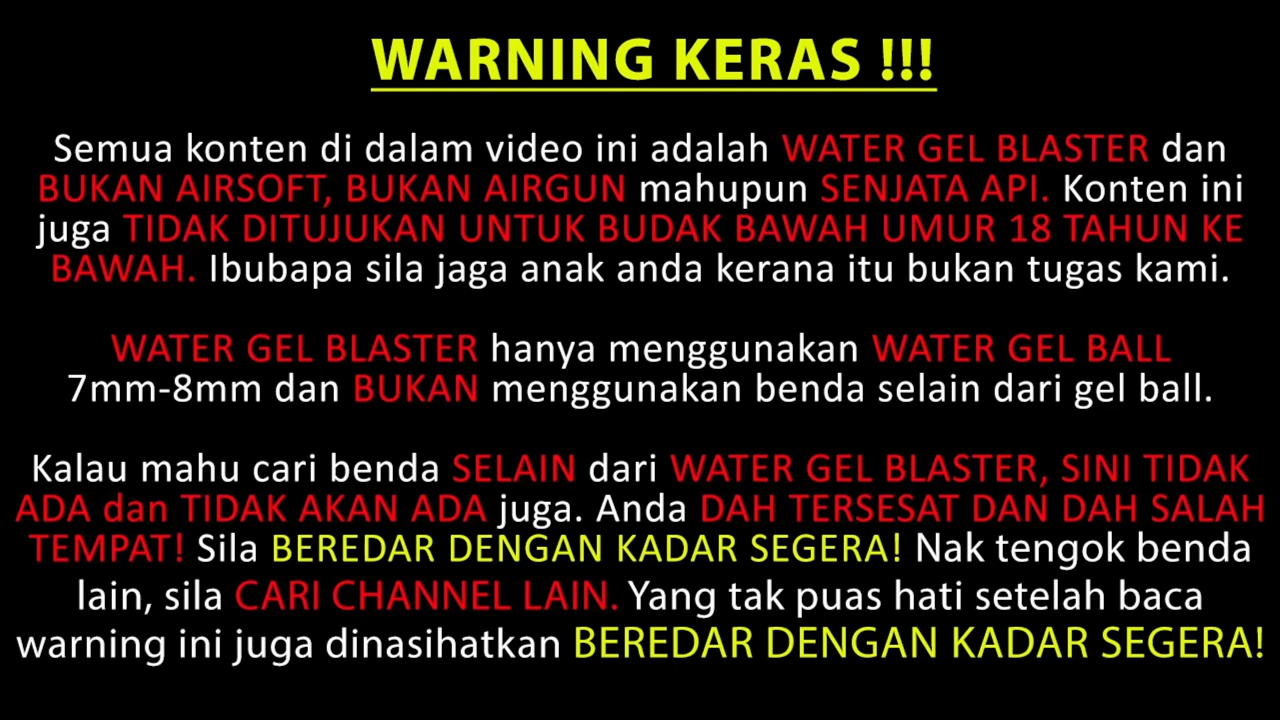 WARNING KERAS !!!
Semua konten di dalam video ini adalah WATER GEL BLASTER dan
BUKAN AIRSOFT, BUKAN AIRGUN mahupun SENJATA API. Konten ini
juga TIDAK DITUJUKAN UNTUK BUDAK BAWAH UMUR 18 TAHUN KE
BAWAH. Ibubapa sila jaga anak anda kerana itu bukan tugas kami.
WATER GEL BLASTER hanya menggunakan WATER GEL BALL
7mm-8mm dan BUKAN menggunakan benda selain dari gel ball.
Kalau mahu cari benda SELAIN dari WATER GEL BLASTER, SINI TIDAK
ADA dan TIDAK AKAN ADA juga. Anda DAH TERSESAT DAN DAH SALAH
TEMPAT! Sila BEREDAR DENGAN KADAR SEGERA! Nak tengok benda
lain, sila CARI CHANNEL LAIN. Yang tak puas hati setelah baca
warning ini juga dinasihatkan BEREDAR DENGAN KADAR SEGERA!